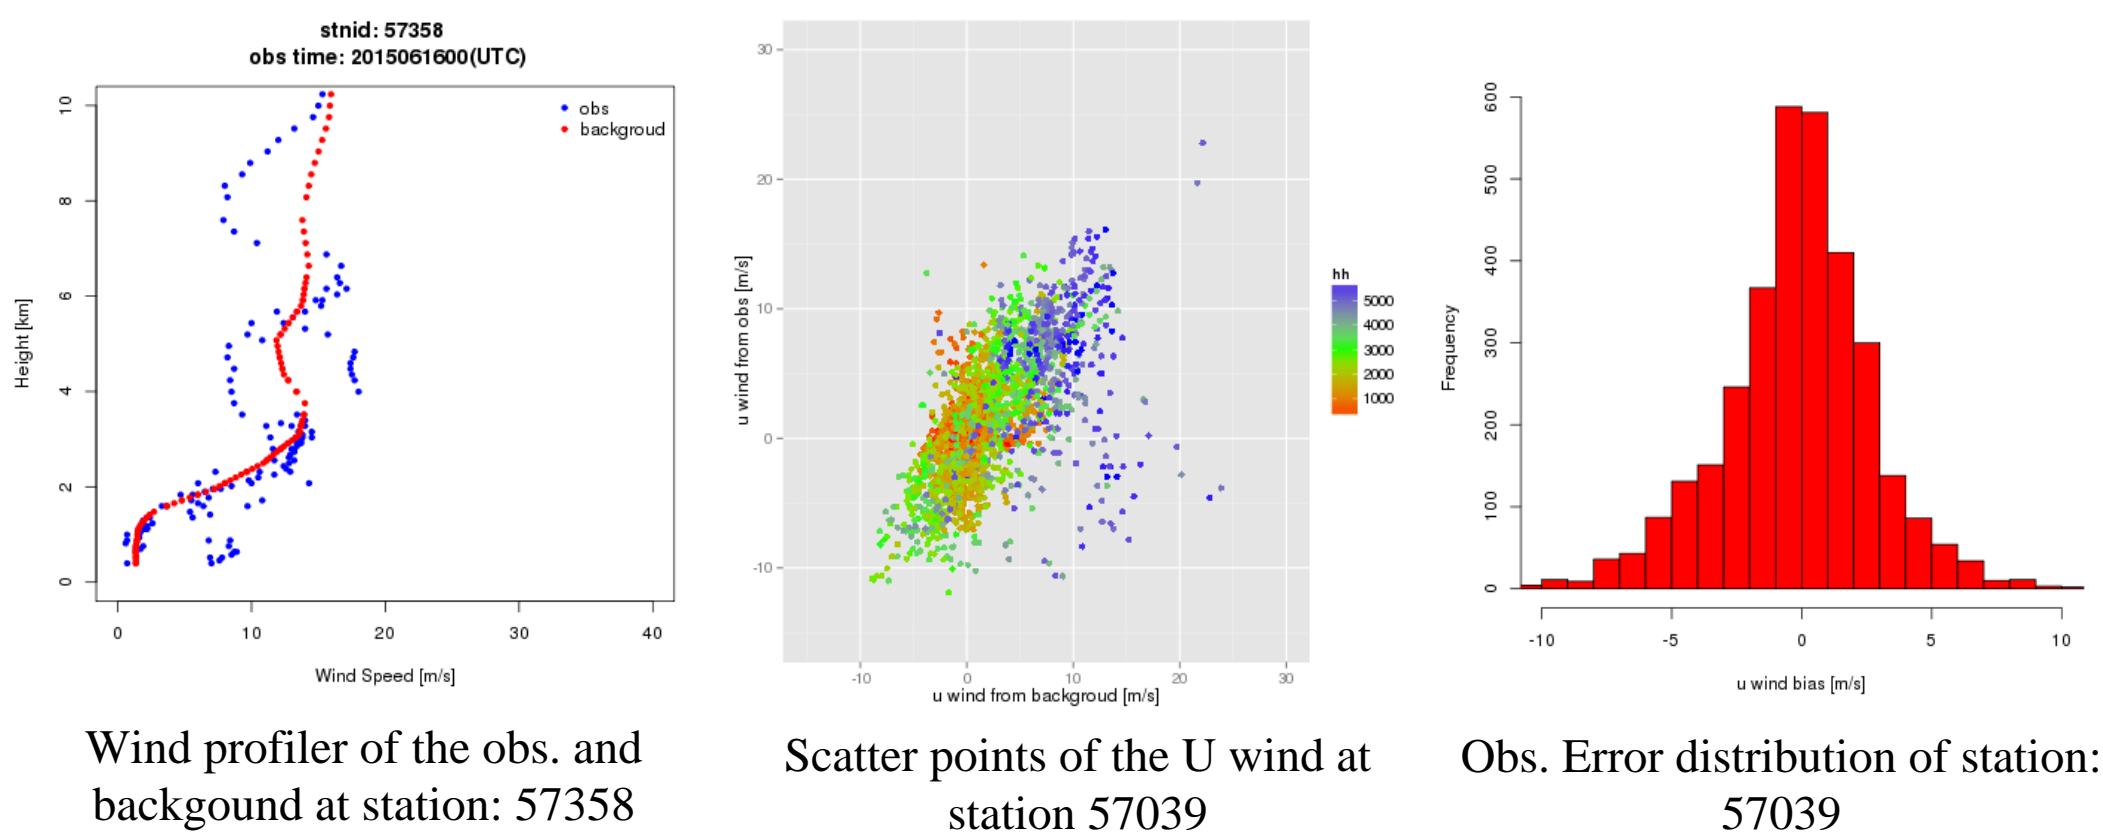 stnid: 57358
obs time: 2015061600(UTC)
obs
backgroud
10
8
6
4
2
0
Height [km]
0 10 20 30 40
Wind Speed [m/s]
Wind profiler of the obs. and
backgound at station: 57358
30
20
10
0
-10
u wind from obs [m/s]
-10 0 10 20 30
u wind from backgroud [m/s]
hh
5000
4000
3000
2000
1000
Scatter points of the U wind at
station 57039
600
500
400
300
200
100
0
Frequency
-10 -5 0 5 10
u wind bias [m/s]
Obs. Error distribution of station:
57039